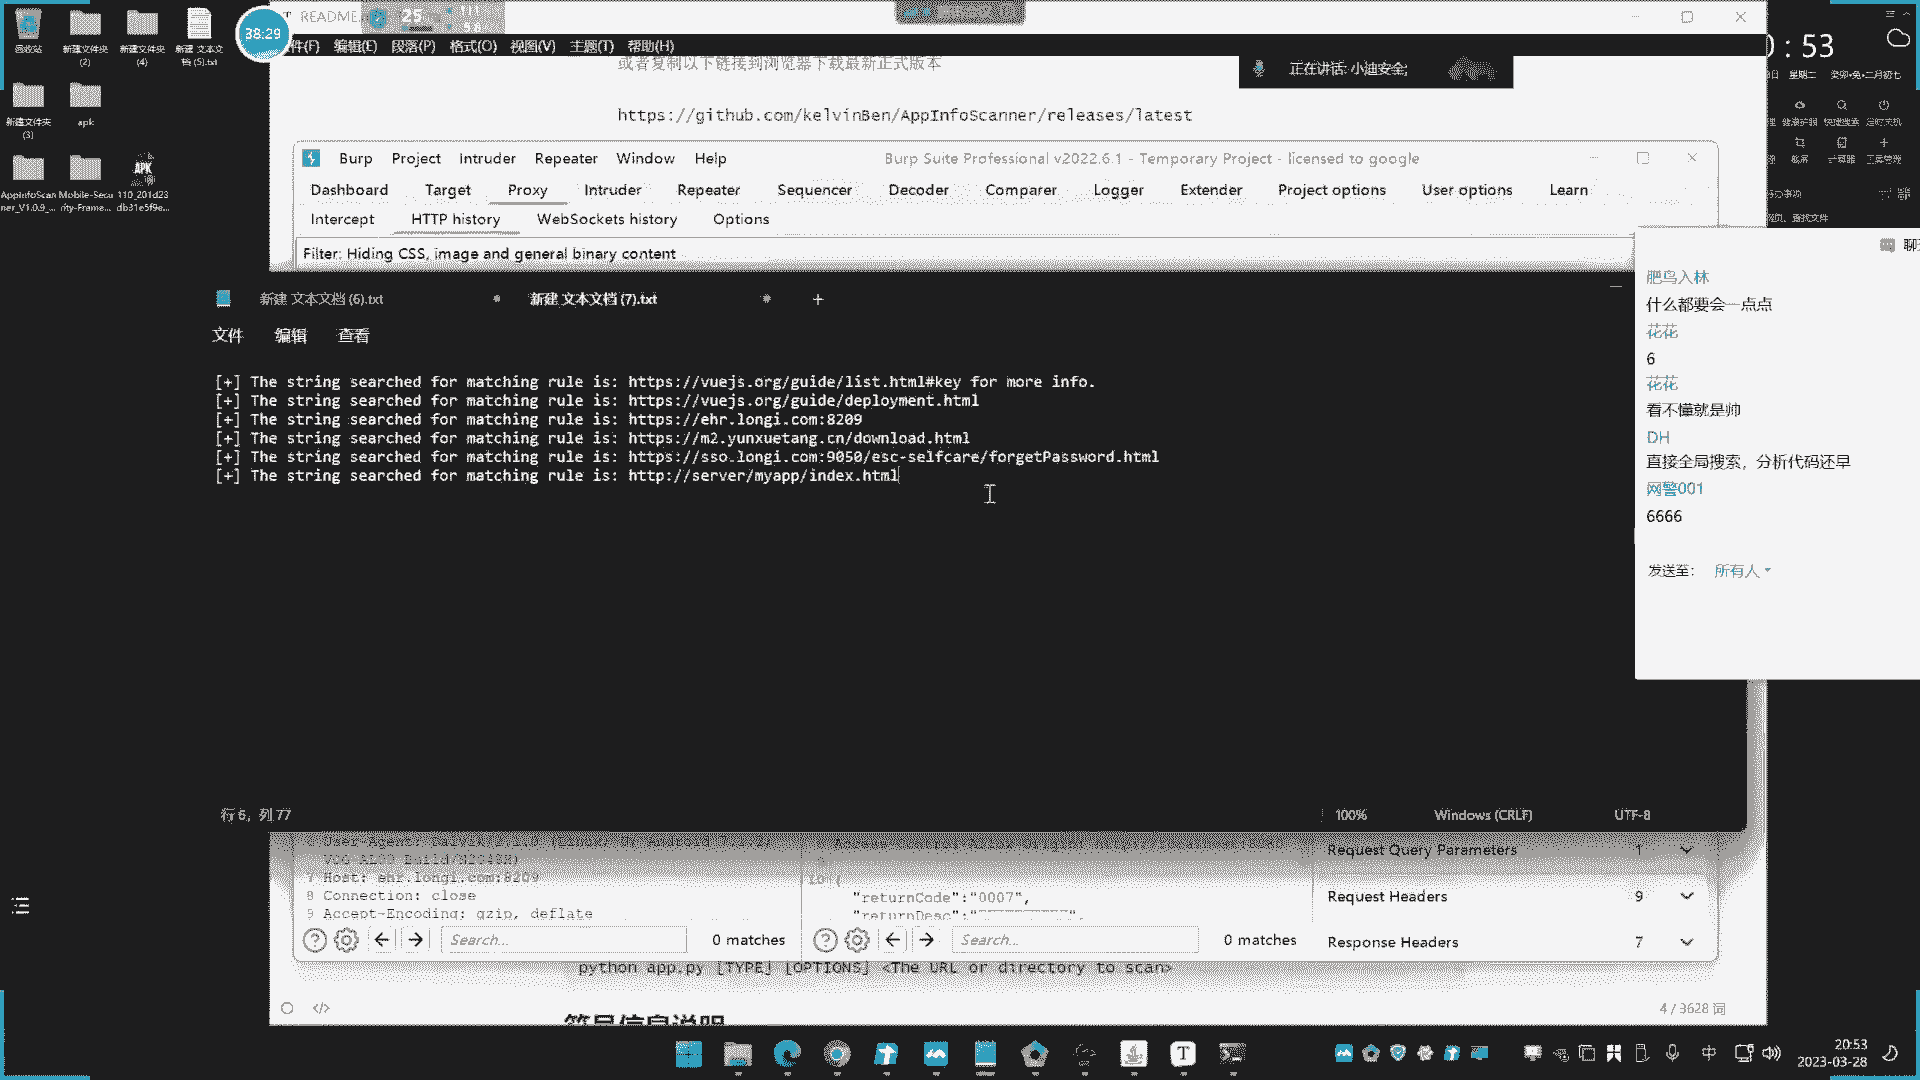 README.
25
38:29
编辑(E) 段落(P) 格式(O) 视图(V) 主题(T) 帮助(H)
或者复制以下链接到浏览器下载最新正式版本
https://github.com/kelvinBen/AppInfoScanner/releases/latest
正在讲话: 小迪安全;
:53
星期二
回收站
新建文件夹 (2)
新建文件夹 (4)
新建 文本文档 (5).txt
新建文件夹 (3)
apk
AppInfoScanner_V1.0.9_...
Mobile-Security-Frame...
110_201d23db31e5f9e...
Burp Project Intruder Repeater Window Help
Burp Suite Professional v2022.6.1 - Temporary Project - licensed to google
Dashboard Target Proxy Intruder Repeater Sequencer Decoder Comparer Logger Extender Project options User options Learn
Intercept HTTP history WebSockets history Options
Filter: Hiding CSS, image and general binary content
新建 文本文档 (6).txt
新建 文本文档 (7).txt
+
文件 编辑 查看
[+] The string searched for matching rule is: https://vuejs.org/guide/list.html#key for more info.
[+] The string searched for matching rule is: https://vuejs.org/guide/deployment.html
[+] The string searched for matching rule is: https://ehr.longi.com:8209
[+] The string searched for matching rule is: https://m2.yunxuetang.cn/download.html
[+] The string searched for matching rule is: https://sso.longi.com:9050/esc-selfcare/forgetPassword.html
[+] The string searched for matching rule is: http://server/myapp/index.html
行 6, 列 77
100%
Windows (CRLF)
UTF-8
肥鸟入林
什么都要会一点点
花花
6
花花
看不懂就是帅
DH
直接全局搜索，分析代码还早
网警001
6666
发送至: 所有人
7 Host: ehr.longi.com:8209
8 Connection: close
9 Accept-Encoding: gzip, deflate
"returnCode":"0007",
"returnDesc":"
Request Query Parameters 1
Request Headers 9
Response Headers 7
Search... 0 matches
Search... 0 matches
python app.py [TYPE] [OPTIONS] <The URL or directory to scan>
4 / 3628 词
20:53
2023-03-28